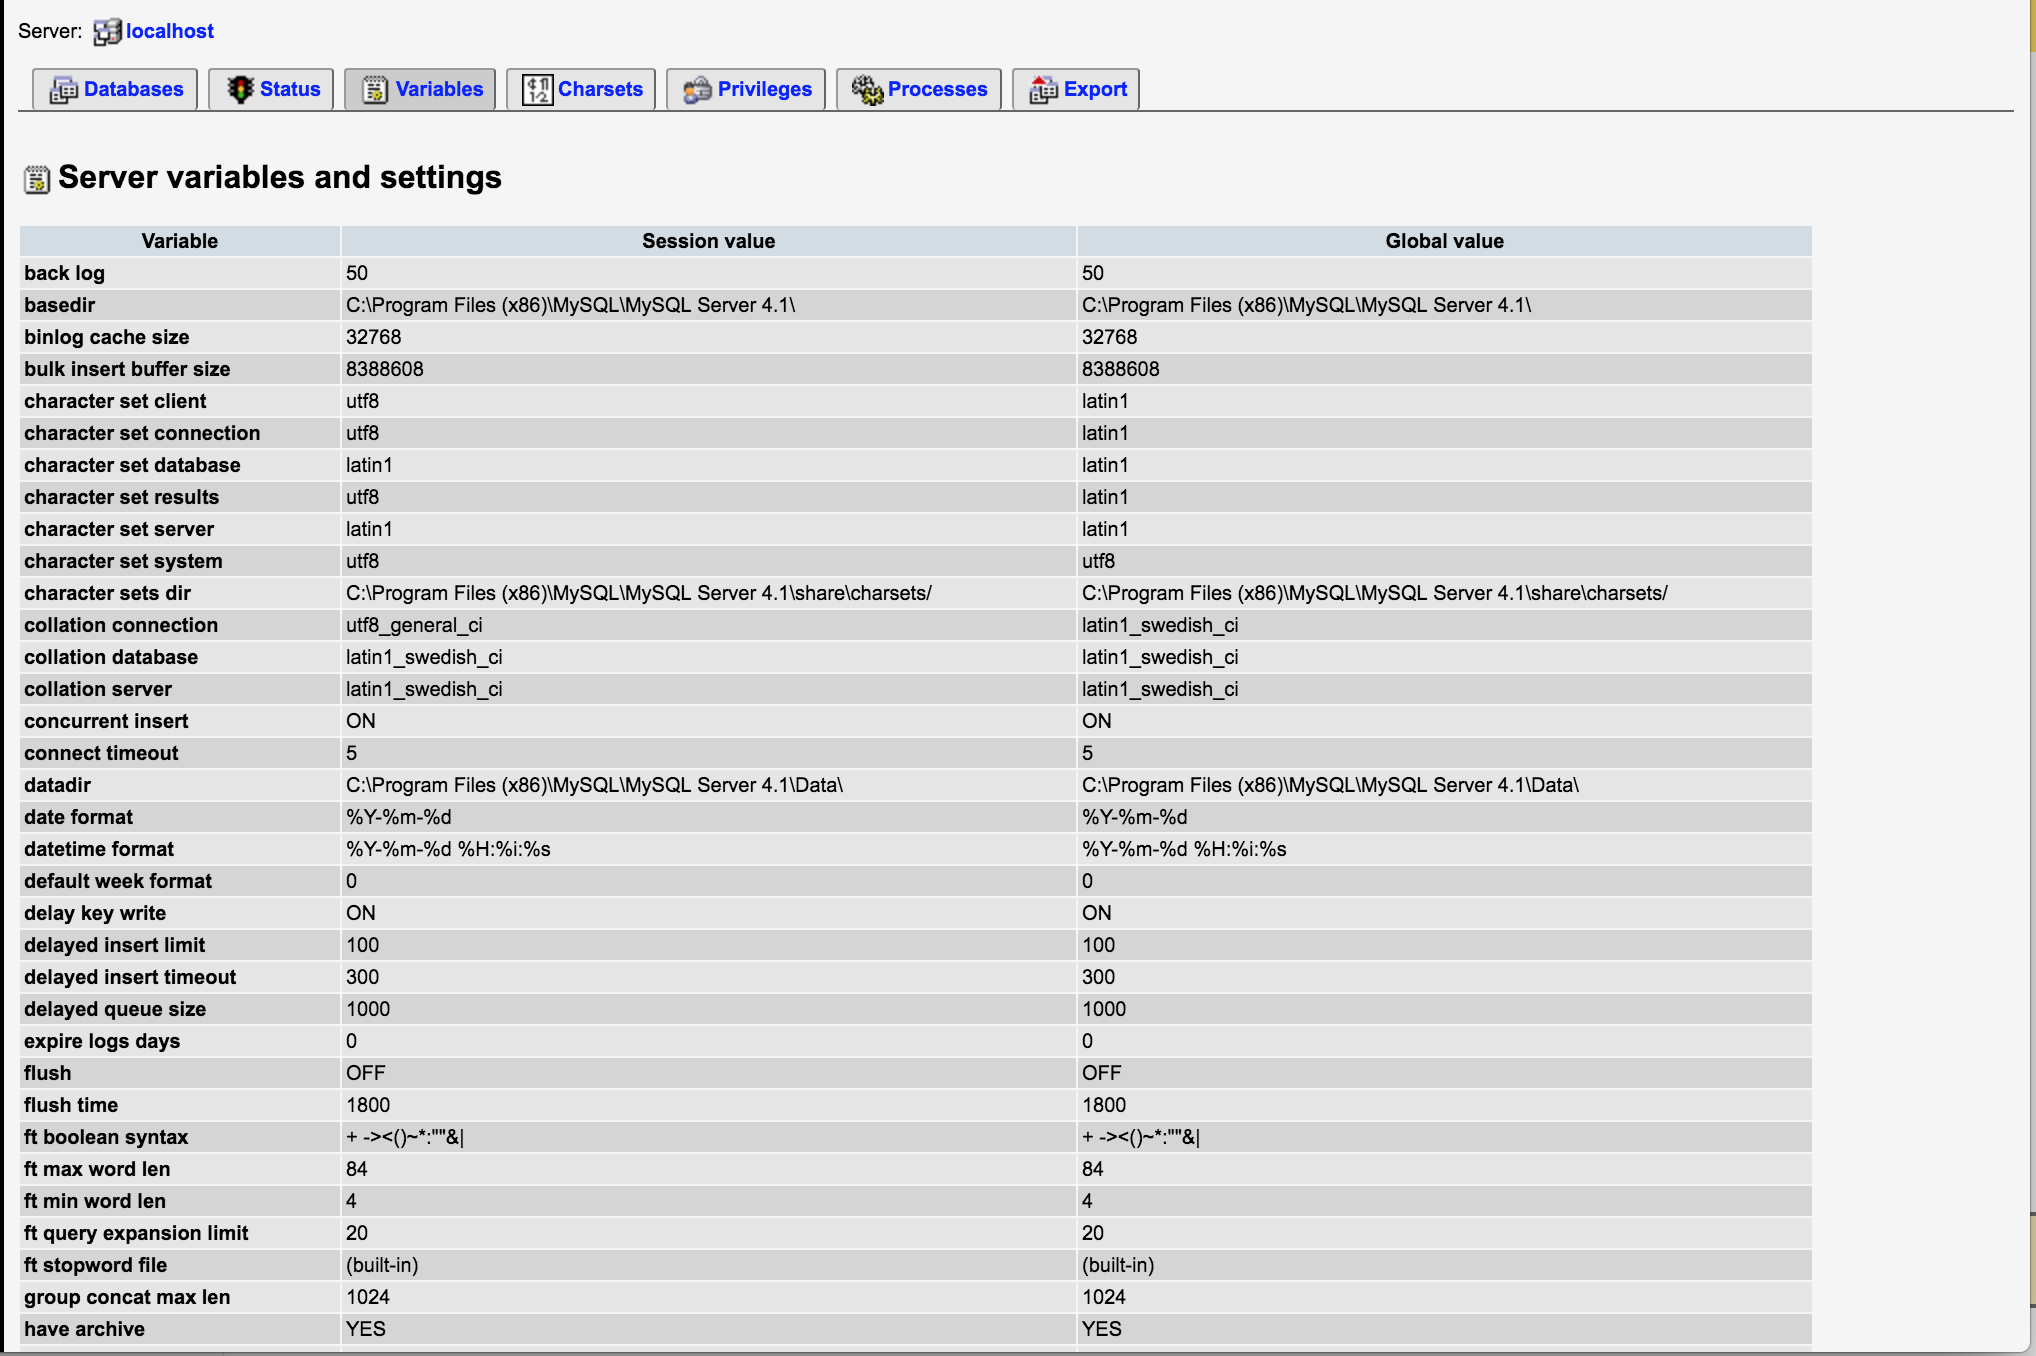 Server: localhost
Databases Status Variables Charsets Privileges Processes Export
Server variables and settings
Variable Session value Global value
back log 50 50
basedir C:\Program Files (x86)\MySQL\MySQL Server 4.1\ C:\Program Files (x86)\MySQL\MySQL Server 4.1\
binlog cache size 32768 32768
bulk insert buffer size 8388608 8388608
character set client utf8 latin1
character set connection utf8 latin1
character set database latin1 latin1
character set results utf8 latin1
character set server latin1 latin1
character set system utf8 utf8
character sets dir C:\Program Files (x86)\MySQL\MySQL Server 4.1\share\charsets/ C:\Program Files (x86)\MySQL\MySQL Server 4.1\share\charsets/
collation connection utf8_general_ci latin1_swedish_ci
collation database latin1_swedish_ci latin1_swedish_ci
collation server latin1_swedish_ci latin1_swedish_ci
concurrent insert ON ON
connect timeout 5 5
datadir C:\Program Files (x86)\MySQL\MySQL Server 4.1\Data\ C:\Program Files (x86)\MySQL\MySQL Server 4.1\Data\
date format %Y-%m-%d %Y-%m-%d
datetime format %Y-%m-%d %H:%i:%s %Y-%m-%d %H:%i:%s
default week format 0 0
delay key write ON ON
delayed insert limit 100 100
delayed insert timeout 300 300
delayed queue size 1000 1000
expire logs days 0 0
flush OFF OFF
flush time 1800 1800
ft boolean syntax + -><()~*:""&| + -><()~*:""&|
ft max word len 84 84
ft min word len 4 4
ft query expansion limit 20 20
ft stopword file (built-in) (built-in)
group concat max len 1024 1024
have archive YES YES